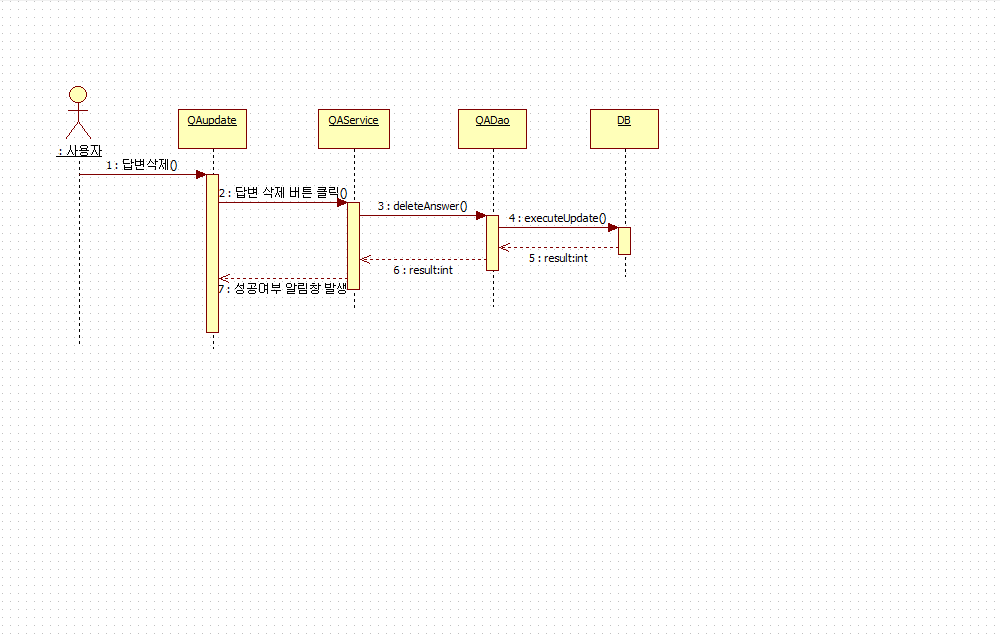 QAupdate
QAService
QADao
DB
: 사용자
1 : 답변삭제()
2 : 답변 삭제 버튼 클릭()
3 : deleteAnswer()
4 : executeUpdate()
5 : result:int
6 : result:int
7 : 성공여부 알림창 발생